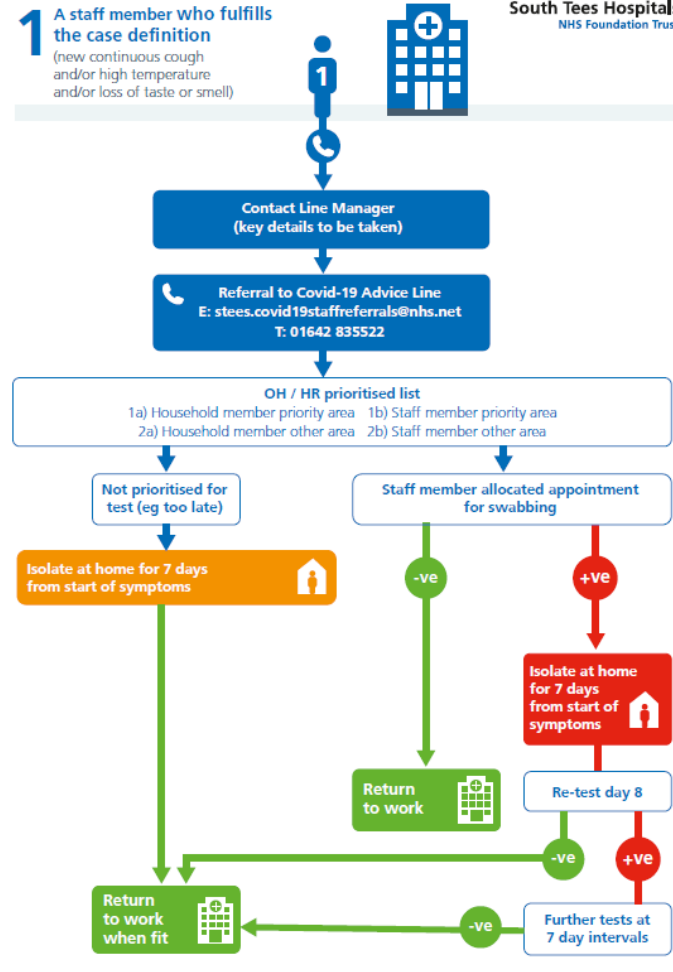 1
A staff member who fulfills
the case definition
(new continuous cough
and/or high temperature
and/or loss of taste or smell)
South Tees Hospitals
NHS Foundation Trus
1
Contact Line Manager
(key details to be taken)
Referral to Covid-19 Advice Line
E: stees.covid19staffreferrals@nhs.net
T: 01642 835522
OH / HR prioritised list
1a) Household member priority area 1b) Staff member priority area
2a) Household member other area 2b) Staff member other area
Not prioritised for
test (eg too late)
Staff member allocated appointment
for swabbing
Isolate at home for 7 days
from start of symptoms
-ve
+ve
Isolate at home
for 7 days
from start of
symptoms
Return
to work
Re-test day 8
-ve
+ve
Return
to work
when fit
-ve
Further tests at
7 day intervals